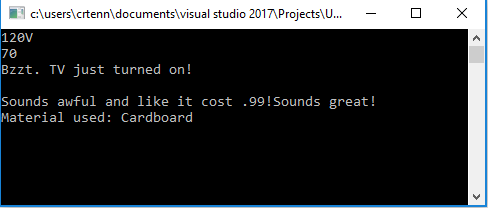 c:\users\crtenn\documents\visual studio 2017\Projects\U...
120V
70
Bzzt. TV just turned on!
Sounds awful and like it cost .99!Sounds great!
Material used: Cardboard